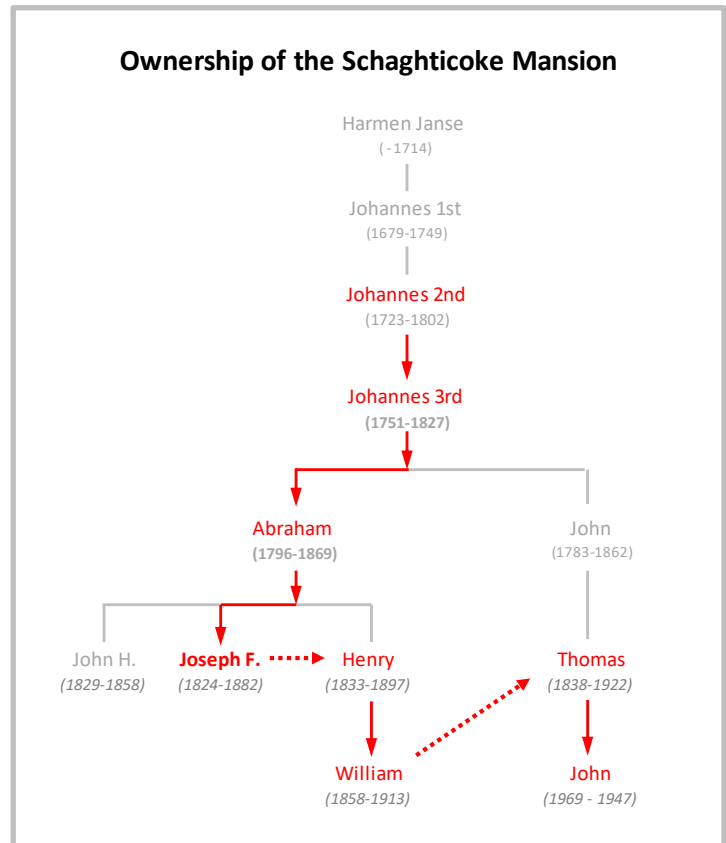 Ownership of the Schaghticoke Mansion
Harmen Janse
( - 1714)
Johannes 1st
(1679-1749)
Johannes 2nd
(1723-1802)
Johannes 3rd
(1751-1827)
Abraham
(1796-1869)
John
(1783-1862)
John H.
(1829-1858)
Joseph F.
(1824-1882)
Henry
(1833-1897)
Thomas
(1838-1922)
William
(1858-1913)
John
(1969 - 1947)